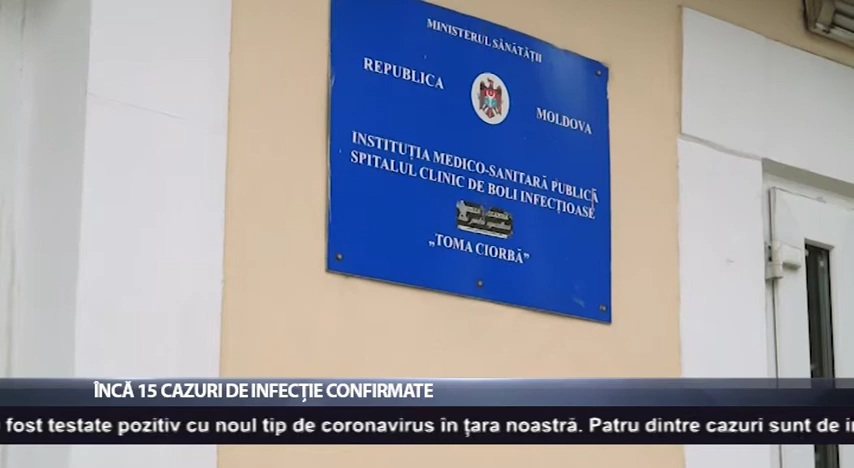 MINISTERUL SĂNĂTĂȚII
REPUBLICA
MOLDOVA
INSTITUȚIA MEDICO-SANITARĂ PUBLICĂ
SPITALUL CLINIC DE BOLI INFECȚIOASE
„TOMA CIORBĂ”
ÎNCĂ 15 CAZURI DE INFECȚIE CONFIRMATE
fost testate pozitiv cu noul tip de coronavirus în țara noastră. Patru dintre cazuri sunt de